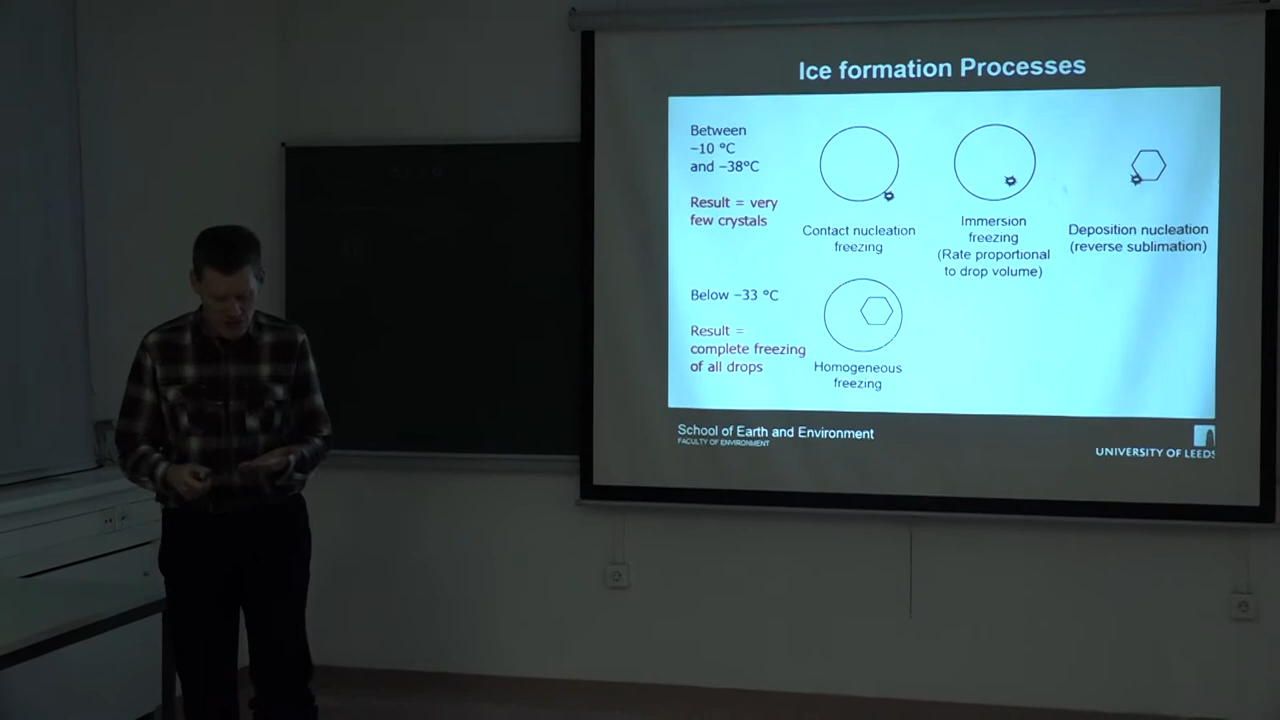 Ice formation Processes
Between
–10 °C
and –38°C
Result = very
few crystals
Contact nucleation
freezing
Immersion
freezing
(Rate proportional
to drop volume)
Deposition nucleation
(reverse sublimation)
Below –33 °C
Result =
complete freezing
of all drops
Homogeneous
freezing
School of Earth and Environment
FACULTY OF ENVIRONMENT
UNIVERSITY OF LEEDS